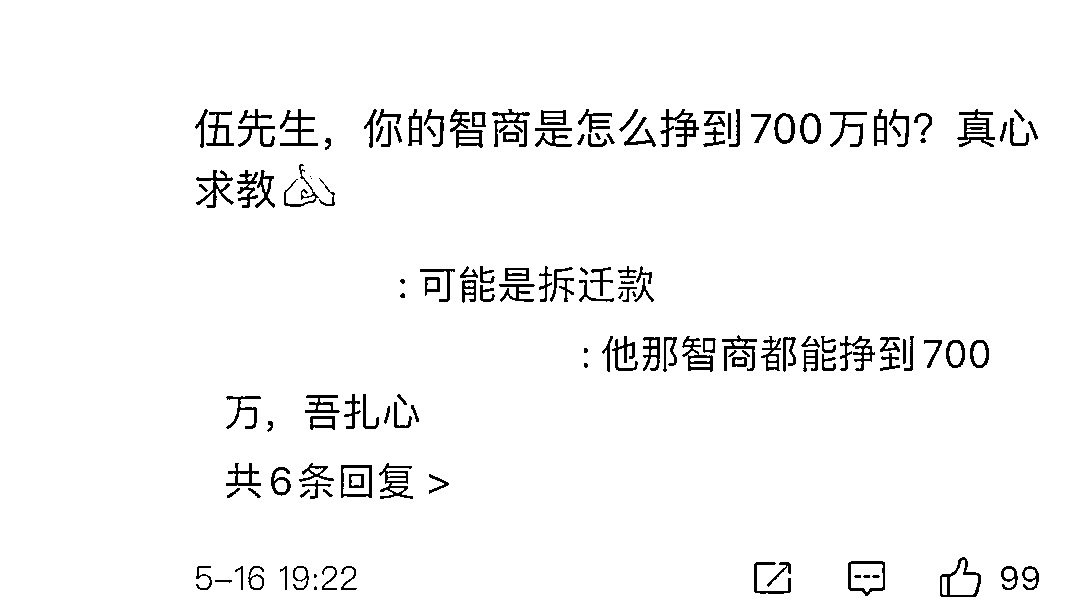 伍先生，你的智商是怎么挣到700万的？真心
求教
：可能是拆迁款
：他那智商都能挣到700
万，吾扎心
共6条回复 >
5-16 19:22 99